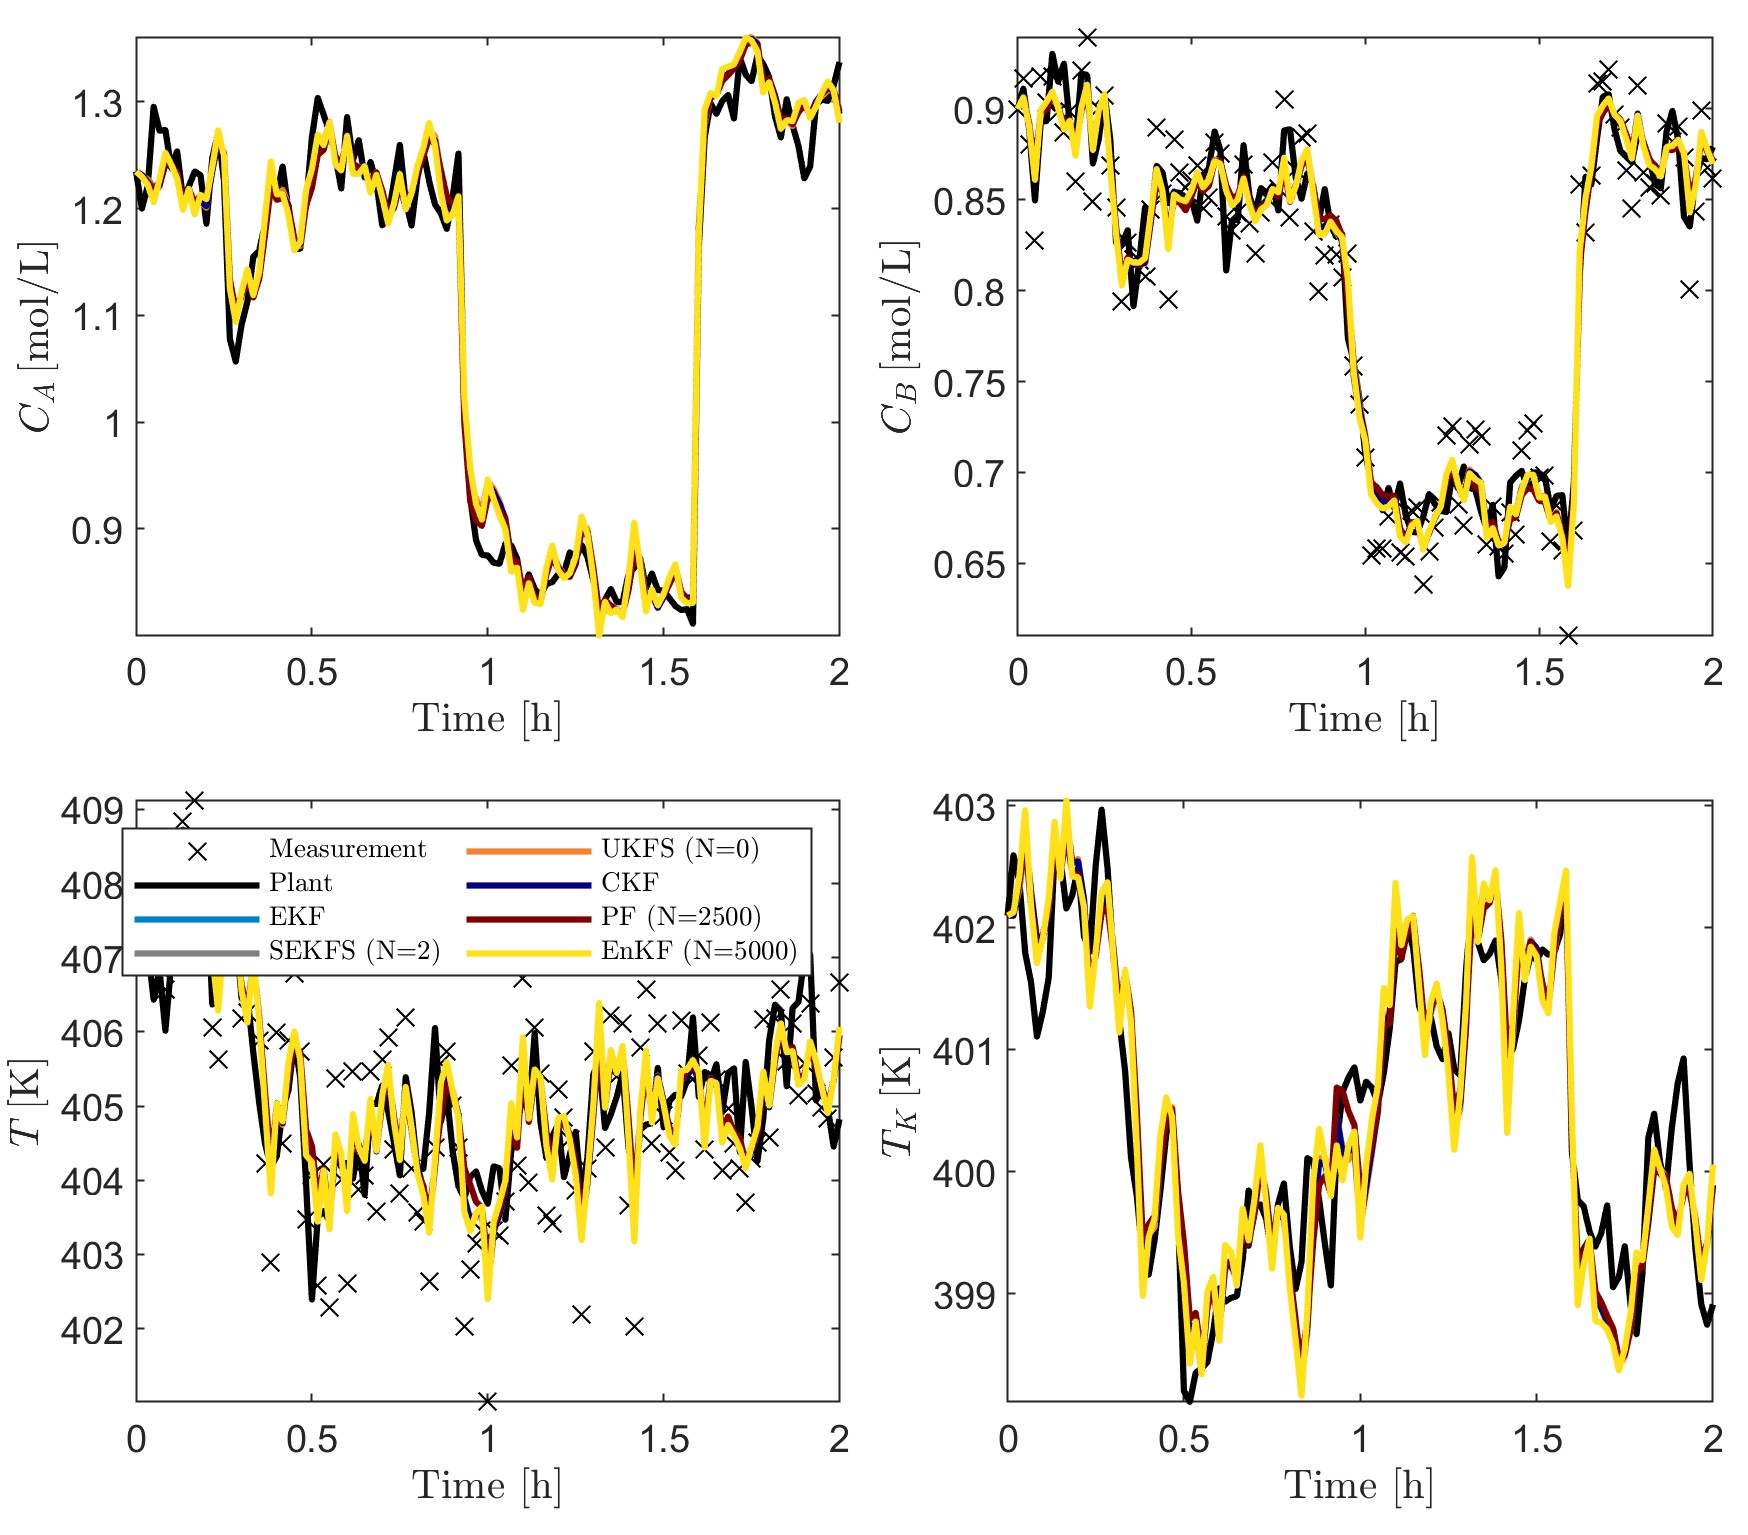 1.3
1.2
1.1
1
0.9
C_A [mol/L]
0 0.5 1 1.5 2
Time [h]
0.9
0.85
0.8
0.75
0.7
0.65
C_B [mol/L]
0 0.5 1 1.5 2
Time [h]
409
408
407
406
405
404
403
402
T [K]
Measurement
Plant
EKF
SEKFS (N=2)
UKFS (N=0)
CKF
PF (N=2500)
EnKF (N=5000)
0 0.5 1 1.5 2
Time [h]
403
402
401
400
399
T_K [K]
0 0.5 1 1.5 2
Time [h]